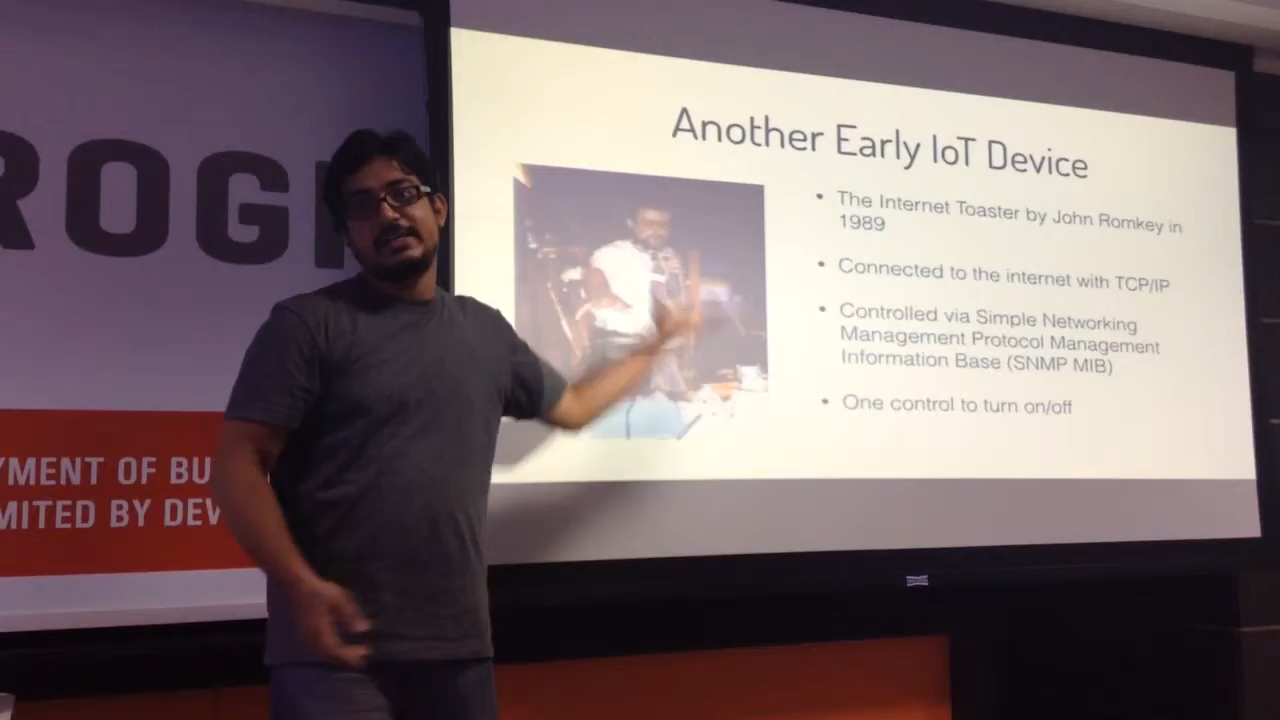 ROG
YMENT OF BU
MITED BY DEV
Another Early IoT Device
• The Internet Toaster by John Romkey in
1989
• Connected to the internet with TCP/IP
• Controlled via Simple Networking
Management Protocol Management
Information Base (SNMP MIB)
• One control to turn on/off